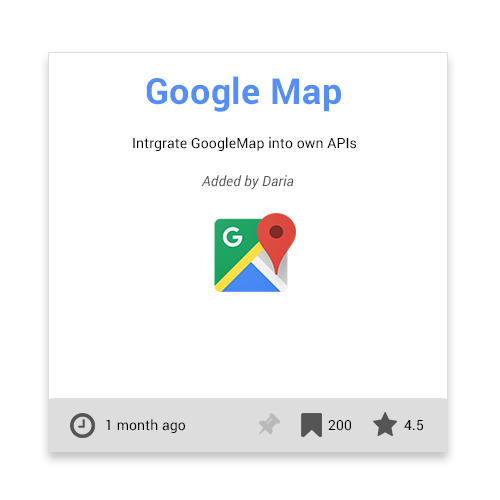 Google Map
Intrgrate GoogleMap into own APIs
Added by Daria
G
1 month ago 200 4.5